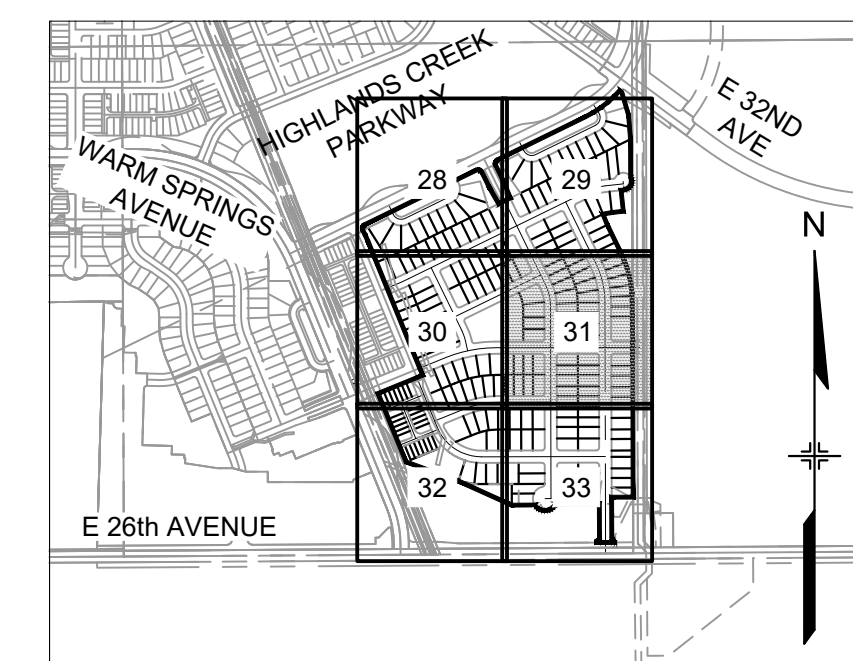 HIGHLANDS CREEK
PARKWAY
E 32ND
AVE
WARM SPRINGS
AVENUE
28
29
N
30
31
32
33
E 26th AVENUE